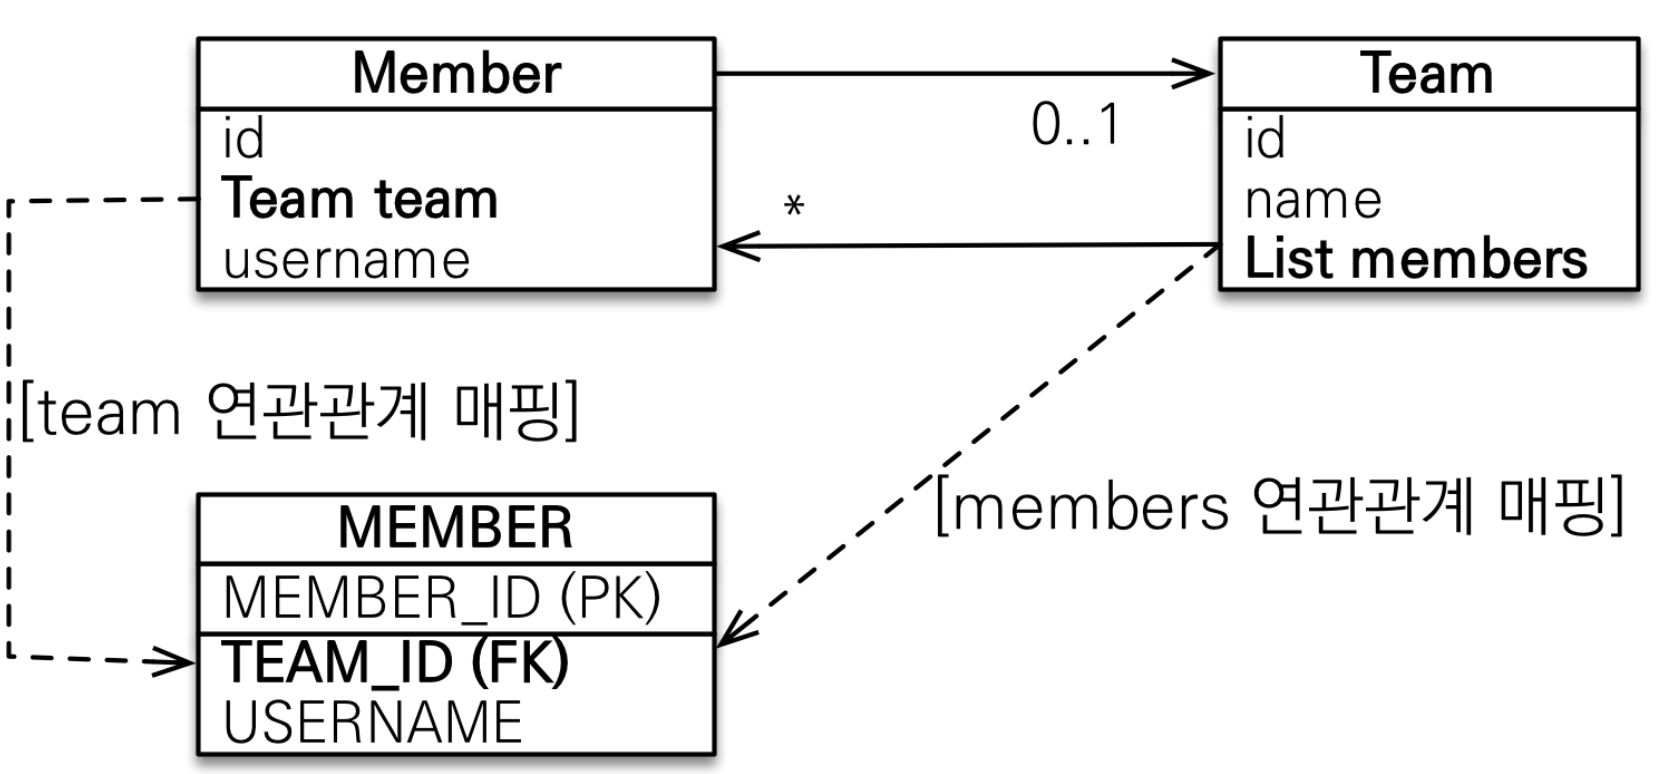 Member
id
Team team
username
0..1
*
Team
id
name
List members
[team 연관관계 매핑]
[members 연관관계 매핑]
MEMBER
MEMBER_ID (PK)
TEAM_ID (FK)
USERNAME